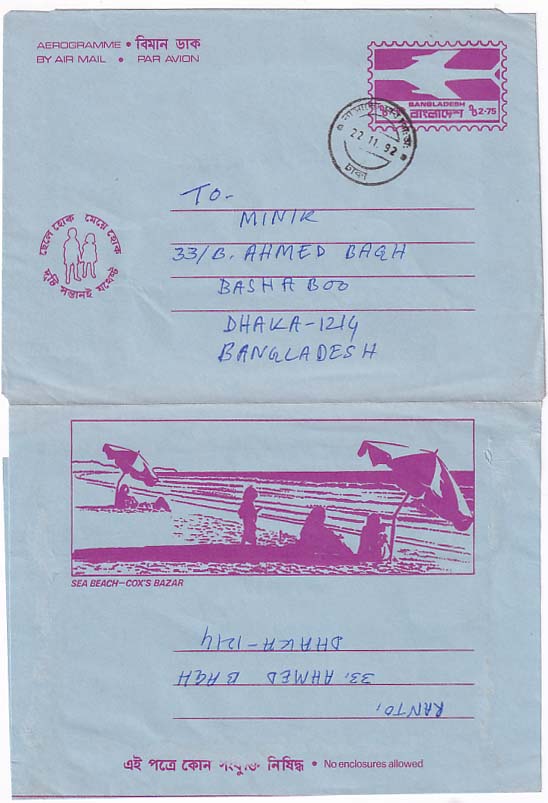 AEROGRAMME • বিমান ডাক
BY AIR MAIL • PAR AVION
BANGLADESH
বাংলাদেশ ৳2.75
22.11.92
ঢাকা
TO-
MINIR
33/B. AHMED BAGH
BASHABOO
DHAKA-1214
BANGLADESH
ছেলে হোক মেয়ে হোক
দুটি সন্তানই যথেষ্ট
SEA BEACH–COX'S BAZAR
RANTO,
33, AHMED BAGH
DHAKA-1214
এই পত্রে কোন সংযুক্তি নিষিদ্ধ • No enclosures allowed